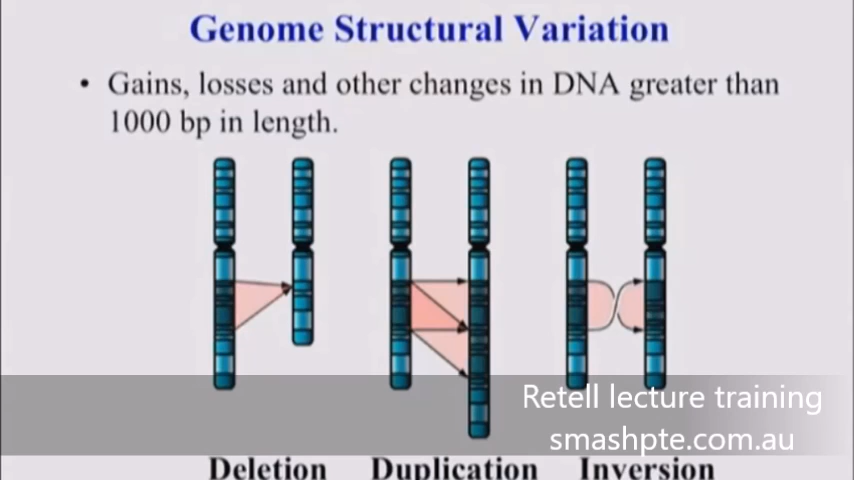 Genome Structural Variation
• Gains, losses and other changes in DNA greater than
1000 bp in length.
Retell lecture training
smashpte.com.au
Deletion Duplication Inversion